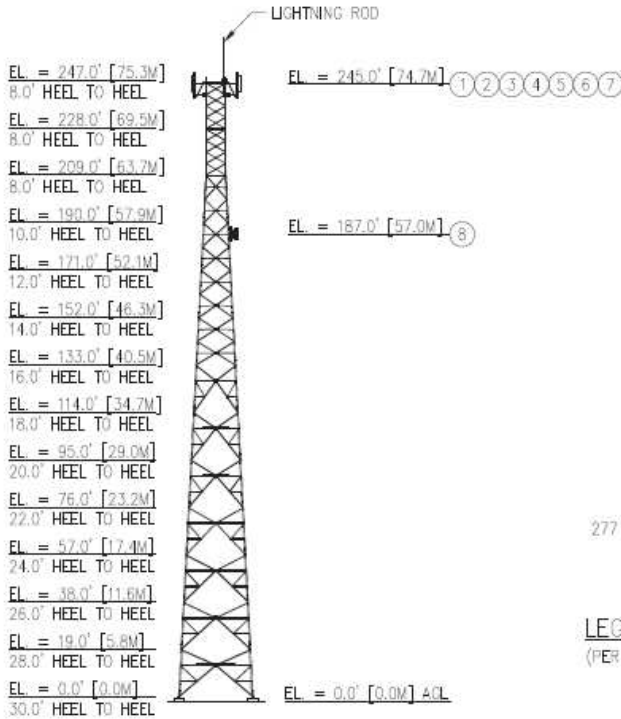 LIGHTNING ROD
EL. = 247.0' [75.3M]
8.0' HEEL TO HEEL
EL. = 245.0' [74.7M] 1 2 3 4 5 6 7
EL. = 228.0' [69.5M]
8.0' HEEL TO HEEL
EL. = 209.0' [63.7M]
8.0' HEEL TO HEEL
EL. = 190.0' [57.9M]
10.0' HEEL TO HEEL
EL. = 187.0' [57.0M] 8
EL. = 171.0' [52.1M]
12.0' HEEL TO HEEL
EL. = 152.0' [46.3M]
14.0' HEEL TO HEEL
EL. = 133.0' [40.5M]
16.0' HEEL TO HEEL
EL. = 114.0' [34.7M]
18.0' HEEL TO HEEL
EL. = 95.0' [29.0M]
20.0' HEEL TO HEEL
EL. = 76.0' [23.2M]
22.0' HEEL TO HEEL
277
EL. = 57.0' [17.4M]
24.0' HEEL TO HEEL
EL. = 38.0' [11.6M]
26.0' HEEL TO HEEL
LEG
(PER
EL. = 19.0' [5.8M]
28.0' HEEL TO HEEL
EL. = 0.0' [0.0M]
30.0' HEEL TO HEEL
EL. = 0.0' [0.0M] AGL